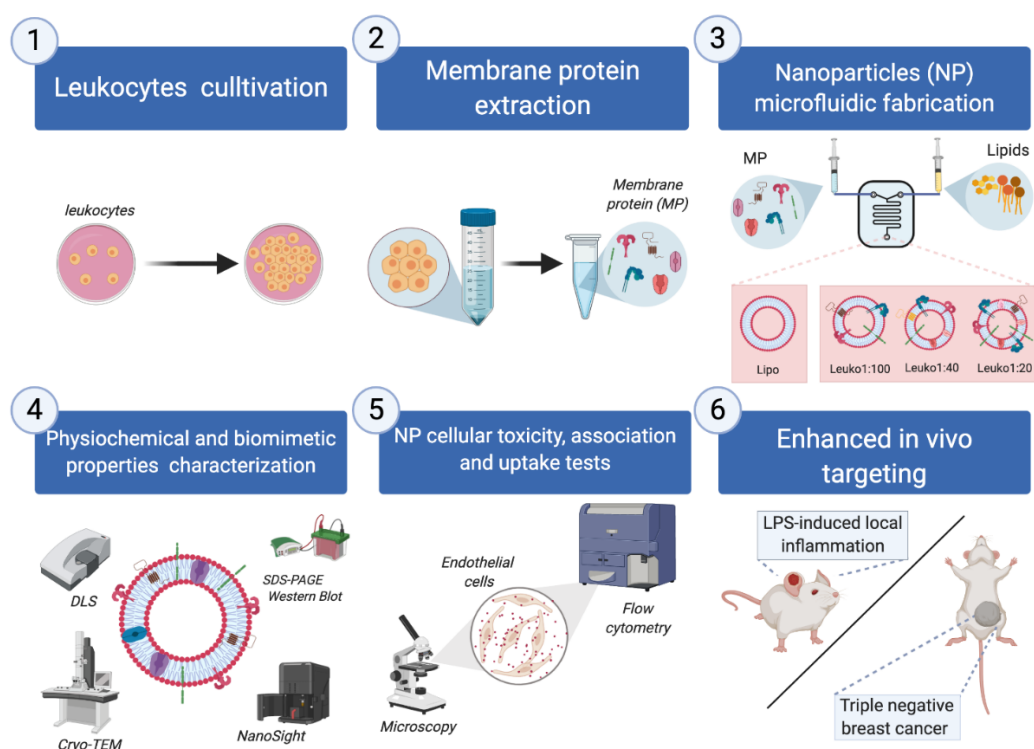 1
Leukocytes cultivation
leukocytes
2
Membrane protein
extraction
Membrane
protein (MP)
3
Nanoparticles (NP)
microfluidic fabrication
MP
Lipids
Lipo
Leuko1:100
Leuko1:40
Leuko1:20
4
Physiochemical and biomimetic
properties characterization
DLS
SDS-PAGE
Western Blot
Cryo-TEM
NanoSight
5
NP cellular toxicity, association
and uptake tests
Endothelial
cells
Flow
cytometry
Microscopy
6
Enhanced in vivo
targeting
LPS-induced local
inflammation
Triple negative
breast cancer